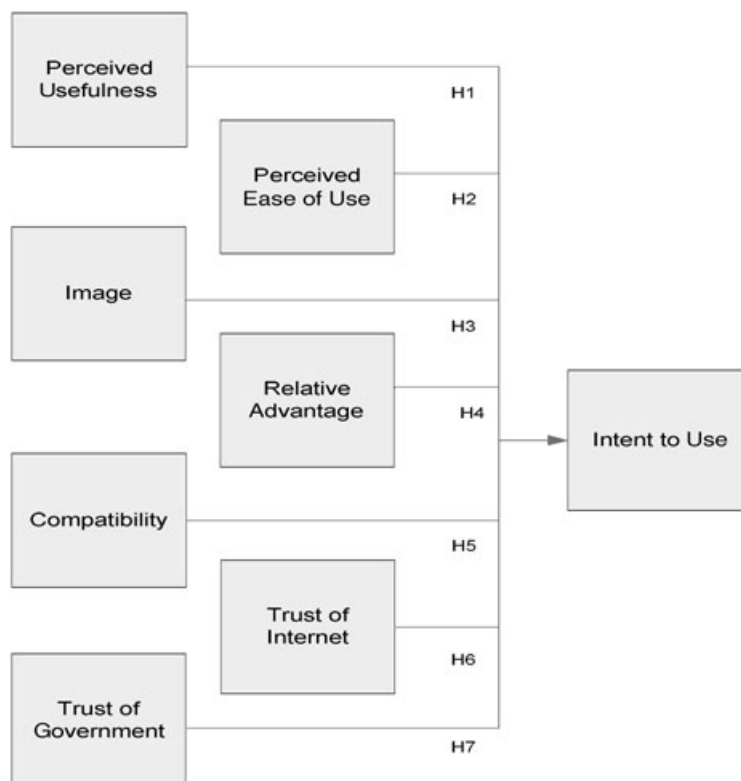 Perceived
Usefulness
H1
Perceived
Ease of Use
H2
Image
H3
Relative
Advantage
H4
Intent to Use
Compatibility
H5
Trust of
Internet
H6
Trust of
Government
H7